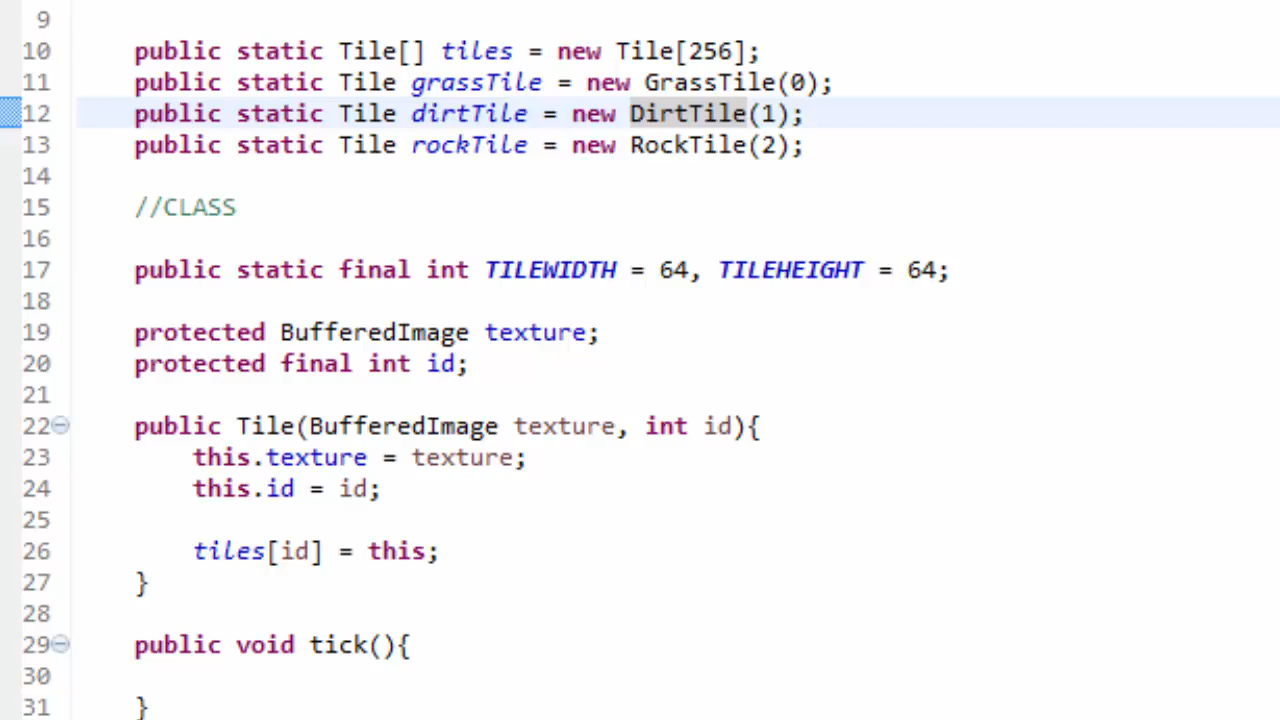 9
10 public static Tile[] tiles = new Tile[256];
11 public static Tile grassTile = new GrassTile(0);
12 public static Tile dirtTile = new DirtTile(1);
13 public static Tile rockTile = new RockTile(2);
14
15 //CLASS
16
17 public static final int TILEWIDTH = 64, TILEHEIGHT = 64;
18
19 protected BufferedImage texture;
20 protected final int id;
21
22 public Tile(BufferedImage texture, int id){
23 this.texture = texture;
24 this.id = id;
25
26 tiles[id] = this;
27 }
28
29 public void tick(){
30
31 }